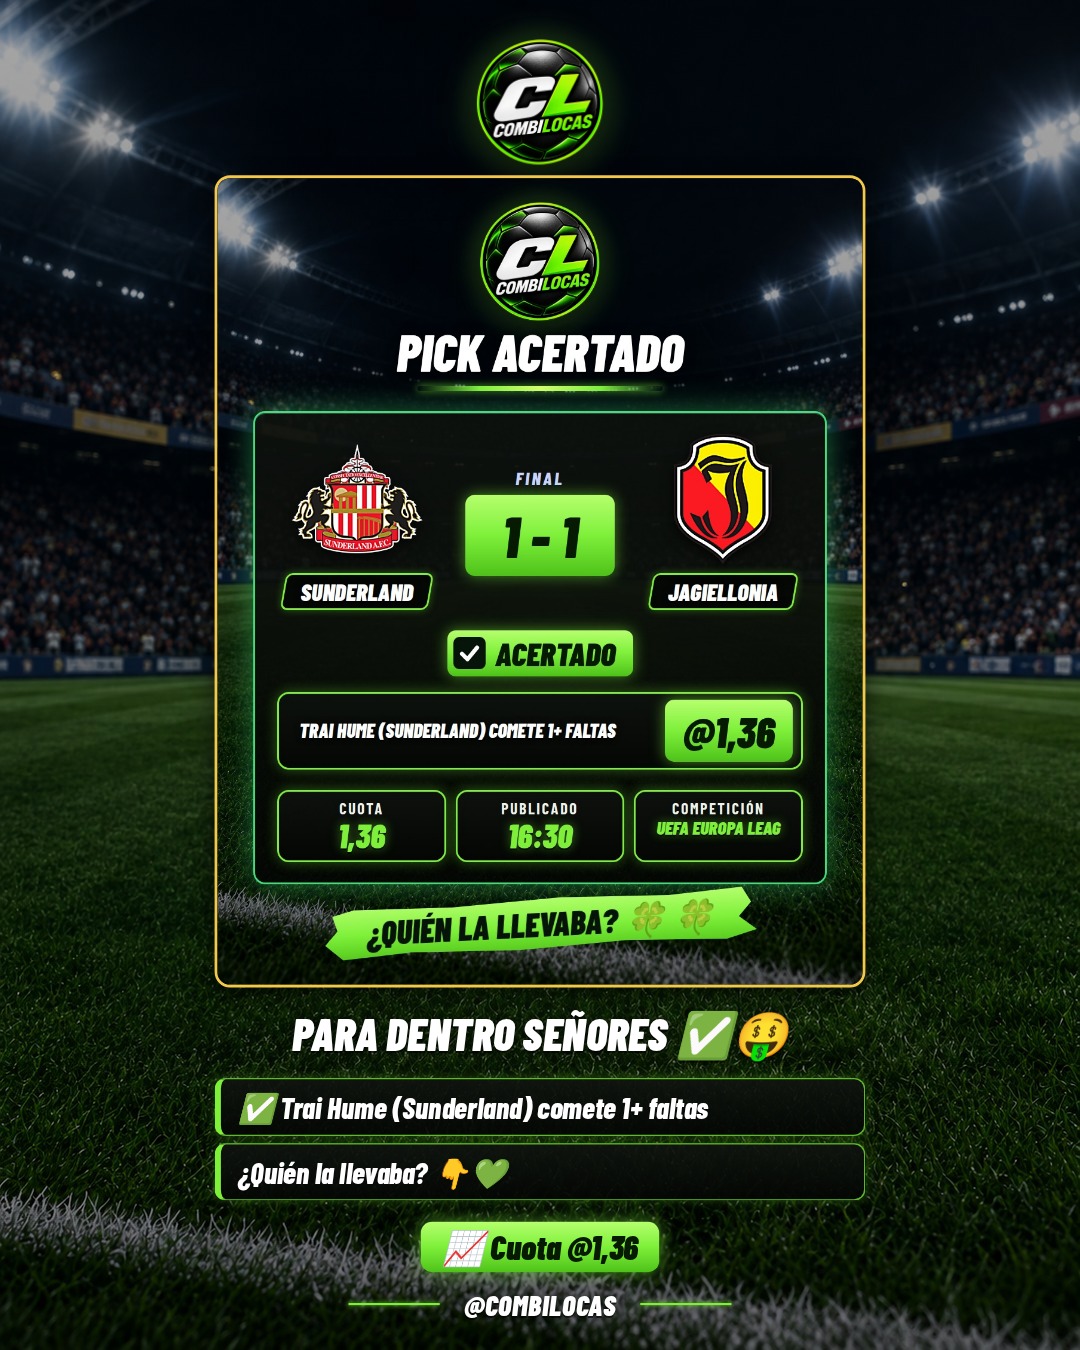 CL
COMBILOCAS
CL
COMBILOCAS
PICK ACERTADO
FINAL
1 - 1
SUNDERLAND A.F.C.
SUNDERLAND
JAGIELLONIA
✅ ACERTADO
TRAI HUME (SUNDERLAND) COMETE 1+ FALTAS
@1,36
CUOTA
1,36
PUBLICADO
16:30
COMPETICIÓN
UEFA EUROPA LEAG
¿QUIÉN LA LLEVABA? 🍀 🍀
PARA DENTRO SEÑORES ✅🤑
✅ Trai Hume (Sunderland) comete 1+ faltas
¿Quién la llevaba? 👇💚
📈 Cuota @1,36
@COMBILOCAS